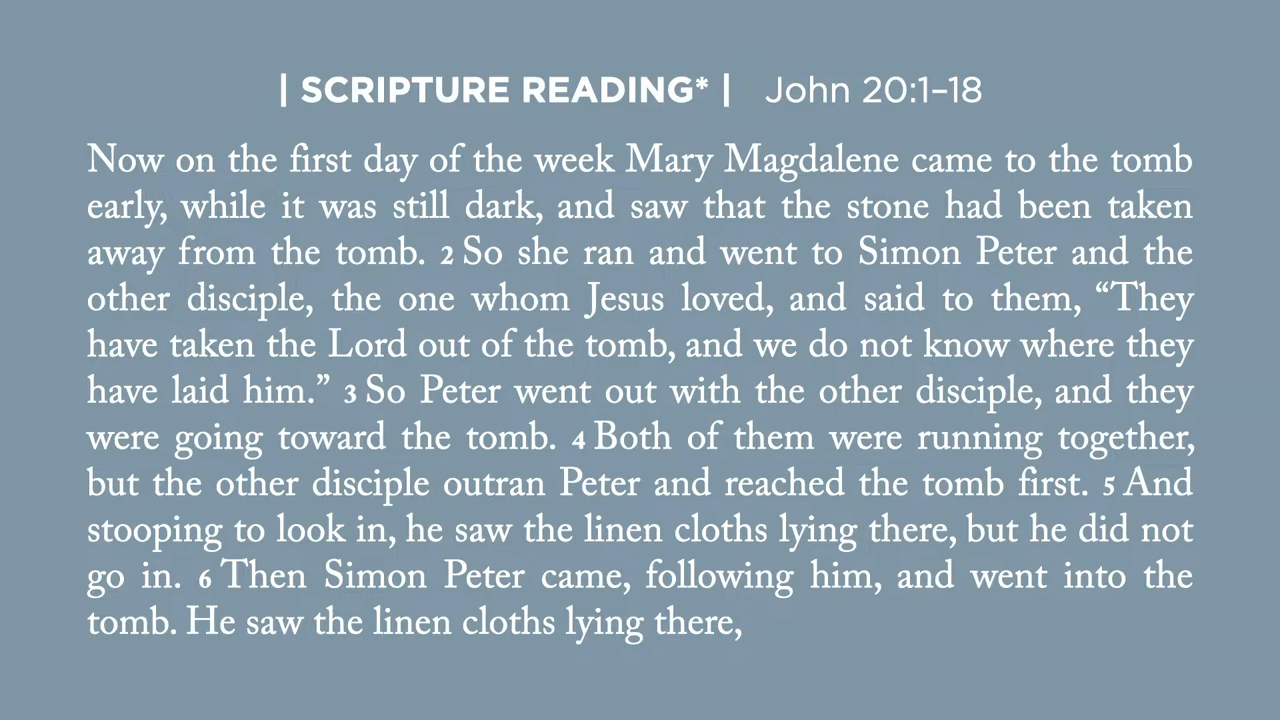 | SCRIPTURE READING* | John 20:1–18
Now on the first day of the week Mary Magdalene came to the tomb
early, while it was still dark, and saw that the stone had been taken
away from the tomb. 2 So she ran and went to Simon Peter and the
other disciple, the one whom Jesus loved, and said to them, “They
have taken the Lord out of the tomb, and we do not know where they
have laid him.” 3 So Peter went out with the other disciple, and they
were going toward the tomb. 4 Both of them were running together,
but the other disciple outran Peter and reached the tomb first. 5 And
stooping to look in, he saw the linen cloths lying there, but he did not
go in. 6 Then Simon Peter came, following him, and went into the
tomb. He saw the linen cloths lying there,